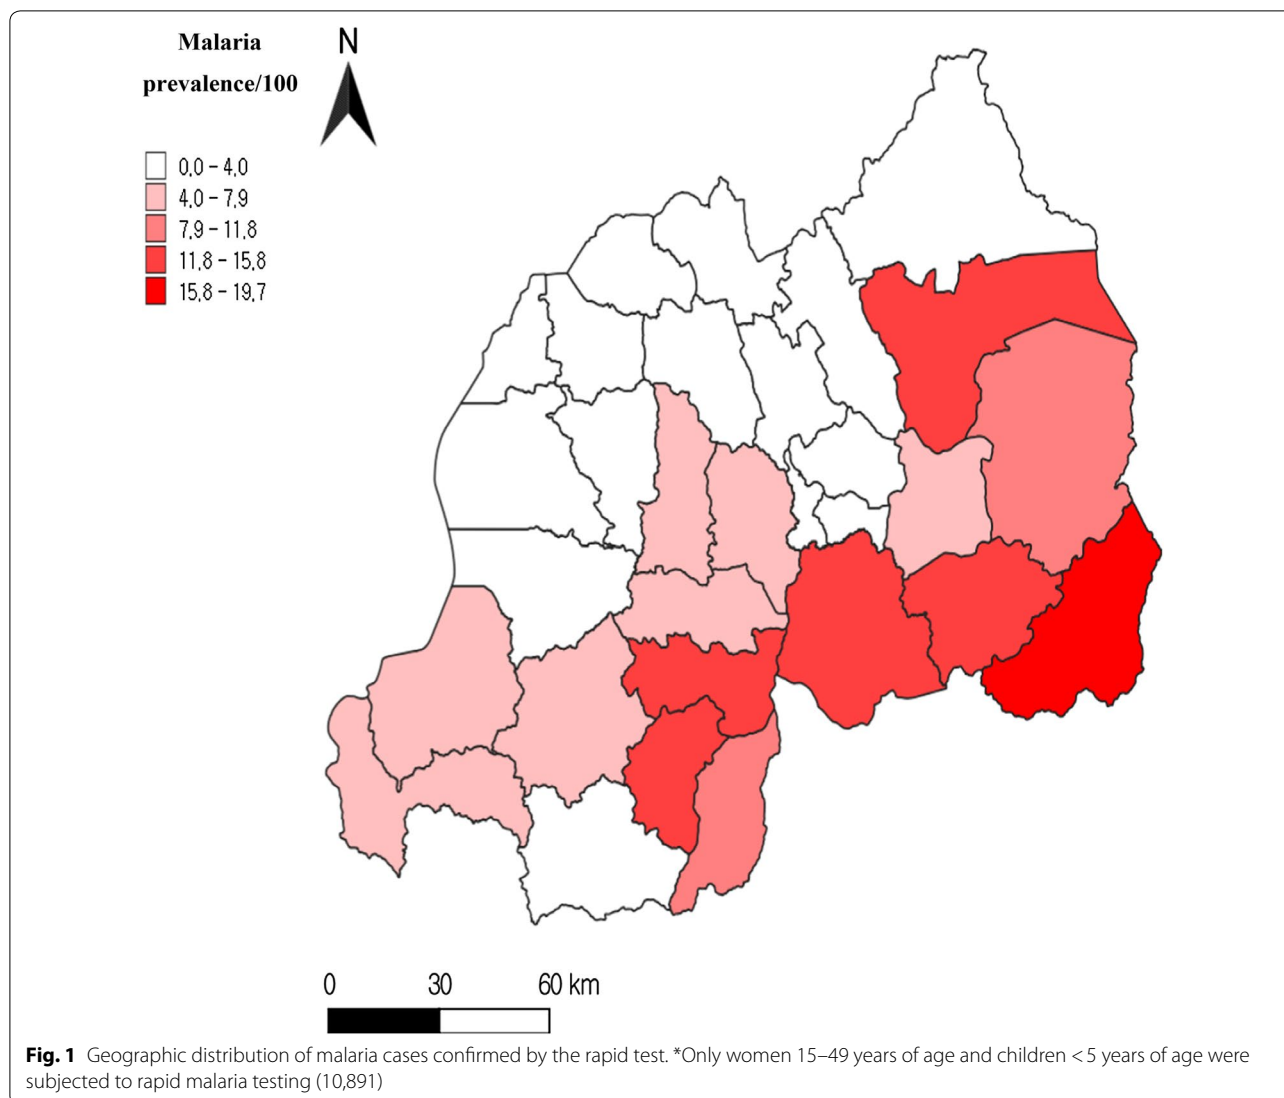 Malaria
prevalence/100
N
0,0 – 4,0
4,0 – 7,9
7,9 – 11,8
11,8 – 15,8
15,8 – 19,7
0 30 60 km
Fig. 1 Geographic distribution of malaria cases confirmed by the rapid test. *Only women 15–49 years of age and children < 5 years of age were
subjected to rapid malaria testing (10,891)